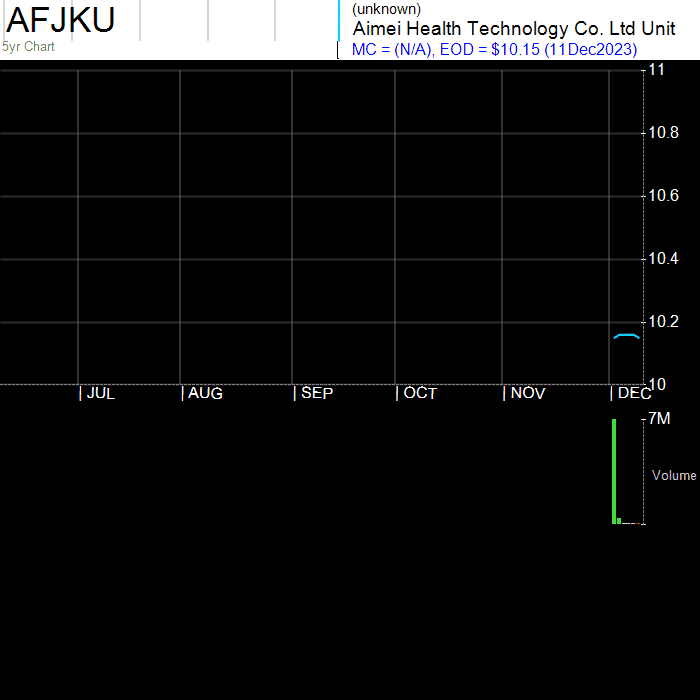 AFJKU
5yr Chart
(unknown)
Aimei Health Technology Co. Ltd Unit
MC = (N/A), EOD = $10.15 (11Dec2023)
11
10.8
10.6
10.4
10.2
10
JUL AUG SEP OCT NOV DEC
7M
Volume